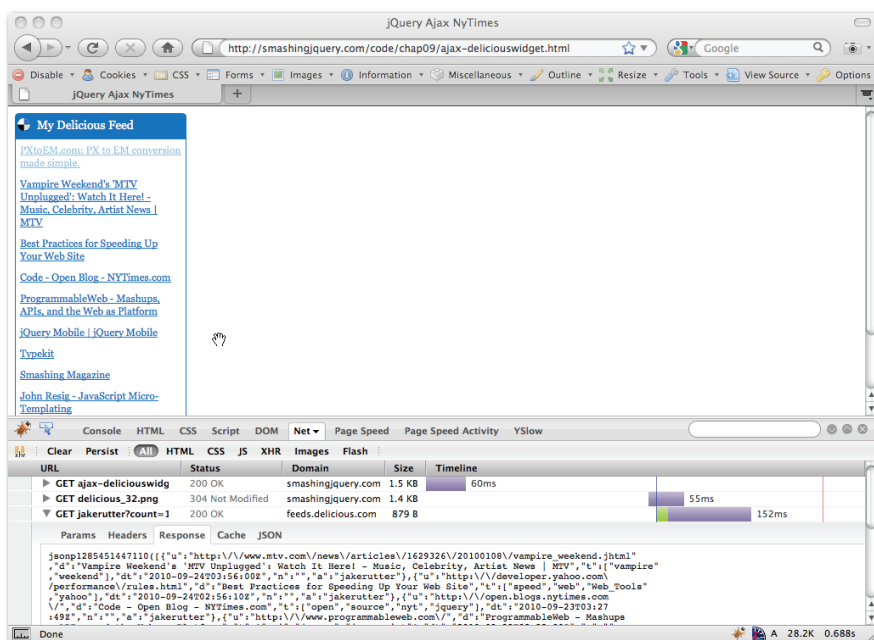 jQuery Ajax NyTimes
http://smashingjquery.com/code/chap09/ajax-deliciouswidget.html
Google
Disable Cookies CSS Forms Images Information Miscellaneous Outline Resize Tools View Source Options
jQuery Ajax NyTimes +
My Delicious Feed
PXtoEM.com: PX to EM conversion
made simple.
Vampire Weekend's 'MTV
Unplugged': Watch It Here! -
Music, Celebrity, Artist News |
MTV
Best Practices for Speeding Up
Your Web Site
Code - Open Blog - NYTimes.com
ProgrammableWeb - Mashups,
APIs, and the Web as Platform
jQuery Mobile | jQuery Mobile
Typekit
Smashing Magazine
John Resig - JavaScript Micro-
Templating
Console HTML CSS Script DOM Net Page Speed Page Speed Activity YSlow
Clear Persist All HTML CSS JS XHR Images Flash
URL Status Domain Size Timeline
GET ajax-deliciouswidg 200 OK smashingjquery.com 1.5 KB 60ms
GET delicious_32.png 304 Not Modified smashingjquery.com 1.4 KB 55ms
GET jakerutter?count=1 200 OK feeds.delicious.com 879 B 152ms
Params Headers Response Cache JSON
jsonp1285451447110([{"u":"http:\/\/www.mtv.com\/news\/articles\/1629326\/20100108\/vampire_weekend.jhtml"
,"d":"Vampire Weekend's 'MTV Unplugged': Watch It Here! - Music, Celebrity, Artist News | MTV","t":["vampire"
,"weekend"],"dt":"2010-09-24T03:56:00Z","n":"","a":"jakerutter"},{"u":"http:\/\/developer.yahoo.com\
/performance\/rules.html","d":"Best Practices for Speeding Up Your Web Site","t":["speed","web","Web_Tools"
,"yahoo"],"dt":"2010-09-24T02:56:10Z","n":"","a":"jakerutter"},{"u":"http:\/\/open.blogs.nytimes.com
\/","d":"Code - Open Blog - NYTimes.com","t":["open","source","nyt","jquery"],"dt":"2010-09-23T03:27
:49Z","n":"","a":"jakerutter"},{"u":"http:\/\/www.programmableweb.com\/","d":"ProgrammableWeb - Mashups
Done A 28.2K 0.688s